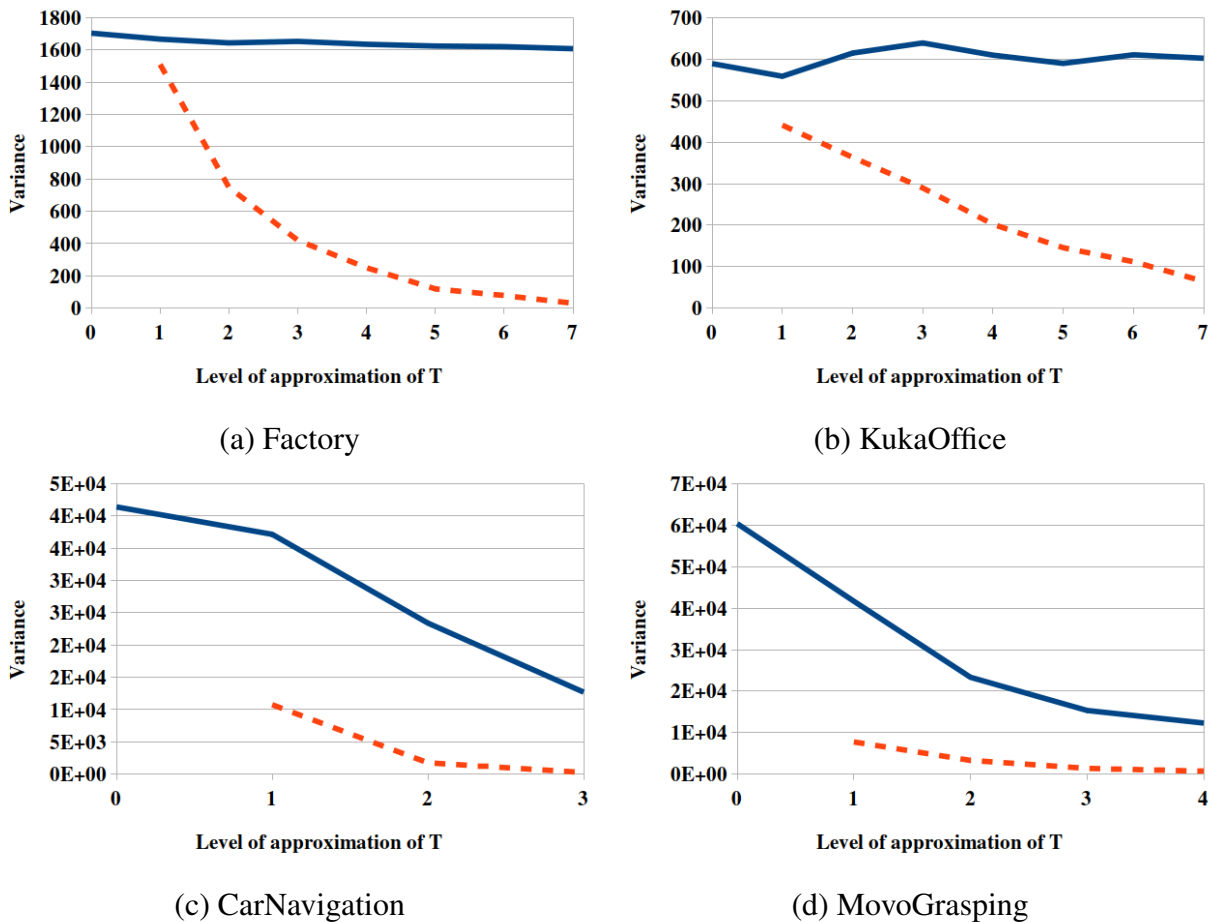 1800
1600
1400
1200
1000
800
600
400
200
0
Variance
0 1 2 3 4 5 6 7
Level of approximation of T
(a) Factory
700
600
500
400
300
200
100
0
Variance
0 1 2 3 4 5 6 7
Level of approximation of T
(b) KukaOffice
5E+04
4E+04
4E+04
3E+04
3E+04
2E+04
2E+04
1E+04
5E+03
0E+00
Variance
0 1 2 3
Level of approximation of T
(c) CarNavigation
7E+04
6E+04
5E+04
4E+04
3E+04
2E+04
1E+04
0E+00
Variance
0 1 2 3 4
Level of approximation of T
(d) MovoGrasping